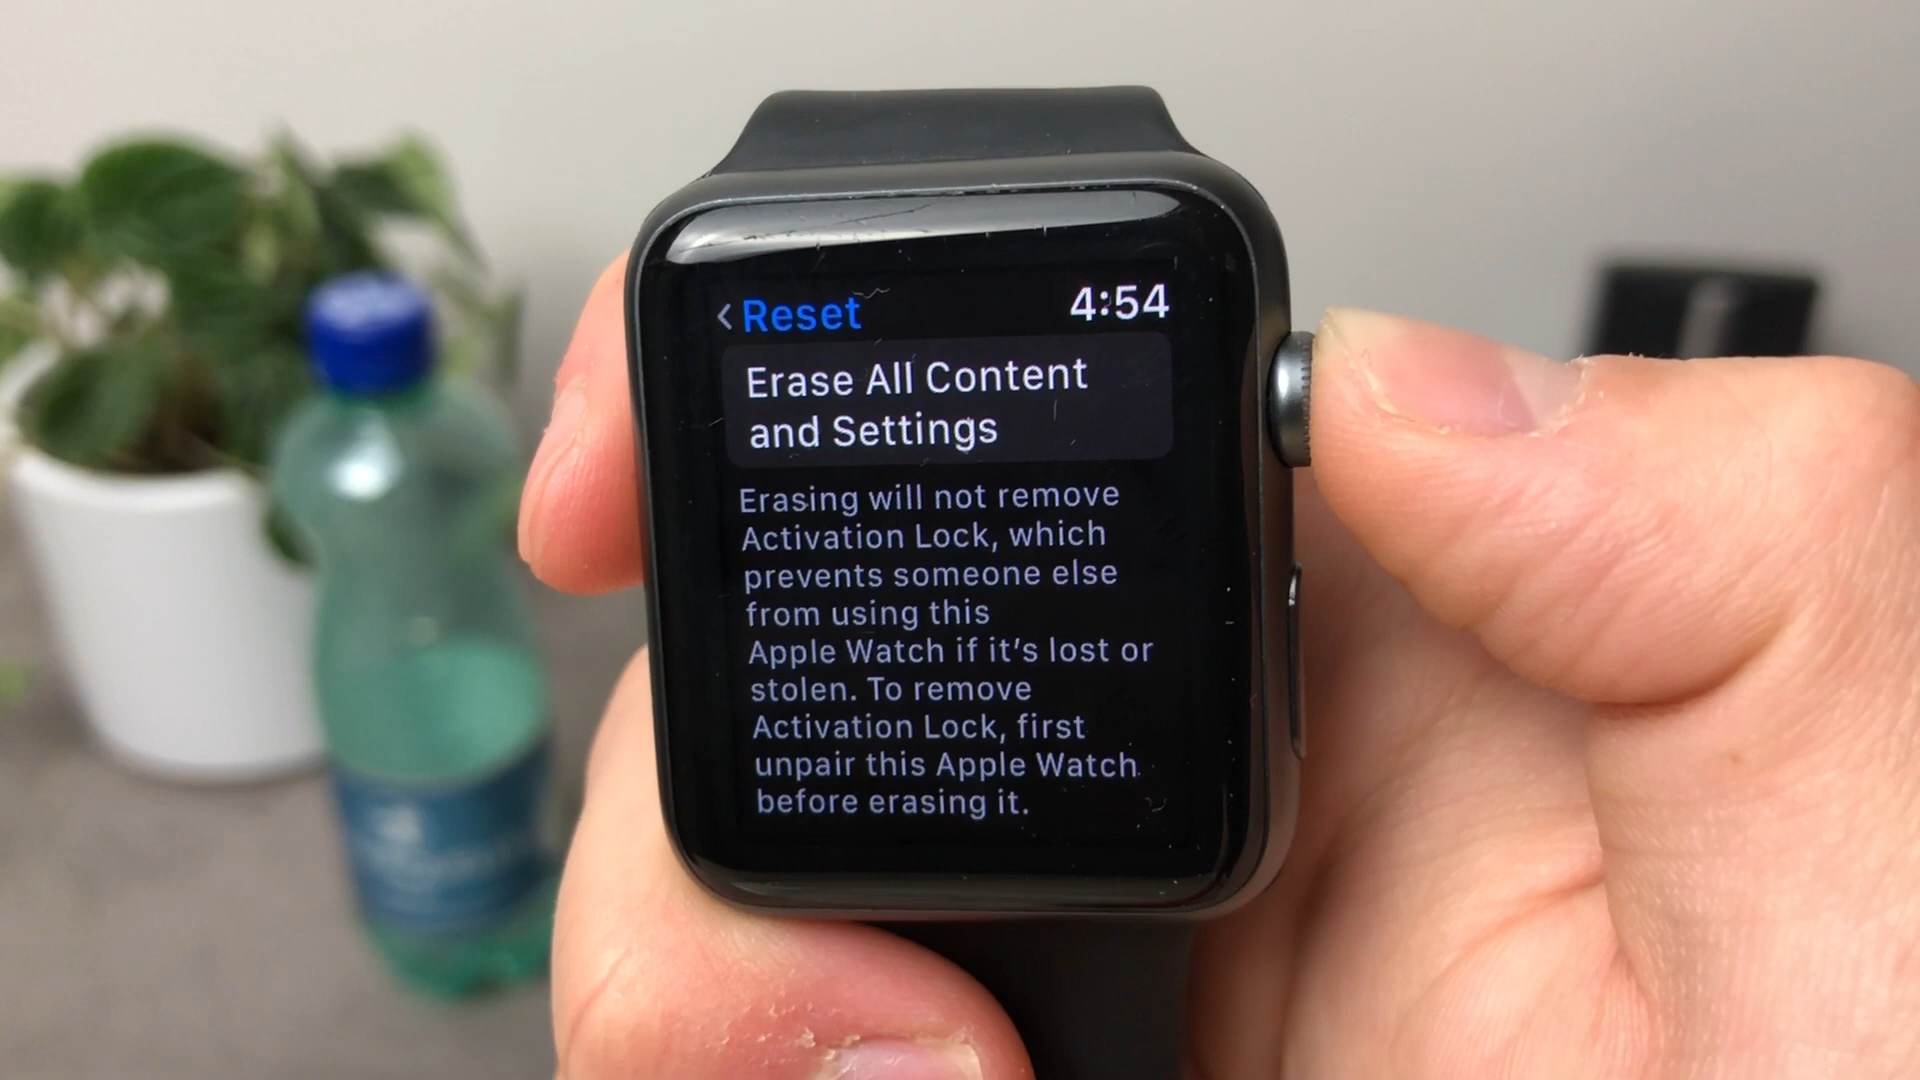 Reset 4:54
Erase All Content
and Settings
Erasing will not remove
Activation Lock, which
prevents someone else
from using this
Apple Watch if it’s lost or
stolen. To remove
Activation Lock, first
unpair this Apple Watch
before erasing it.